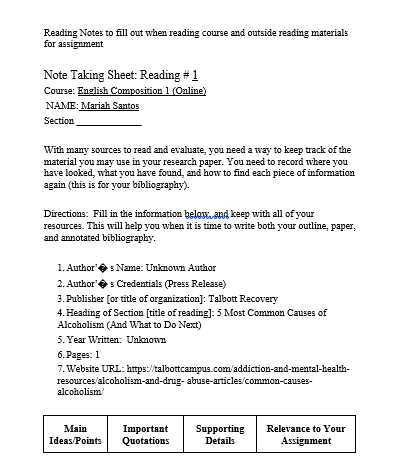 Reading Notes to fill out when reading course and outside reading materials
for assignment
Note Taking Sheet: Reading # 1
Course: English Composition 1 (Online)
NAME: Mariah Santos
Section _____________
With many sources to read and evaluate, you need a way to keep track of the
material you may use in your research paper. You need to record where you
have looked, what you have found, and how to find each piece of information
again (this is for your bibliography).
Directions: Fill in the information below, and keep with all of your
resources. This will help you when it is time to write both your outline, paper,
and annotated bibliography.
1. Author’� s Name: Unknown Author
2. Author’� s Credentials (Press Release)
3. Publisher [or title of organization]: Talbott Recovery
4. Heading of Section [title of reading]: 5 Most Common Causes of
Alcoholism (And What to Do Next)
5. Year Written: Unknown
6. Pages: 1
7. Website URL: https://talbottcampus.com/addiction-and-mental-health-
resources/alcoholism-and-drug- abuse-articles/common-causes-
alcoholism/
Main Important Supporting Relevance to Your
Ideas/Points Quotations Details Assignment